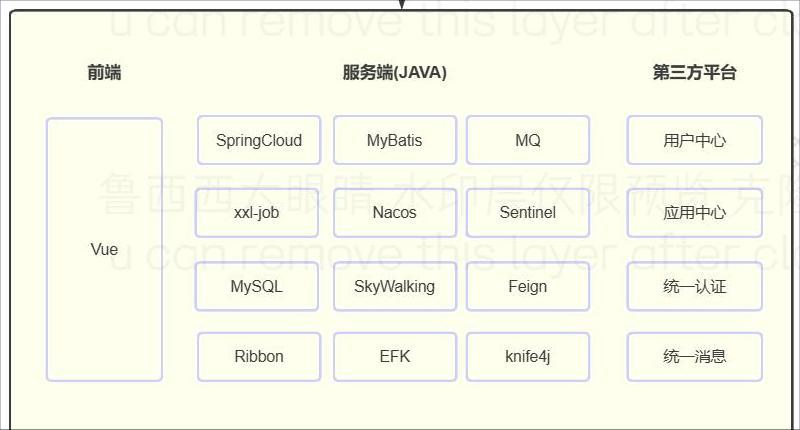 u can remove this layer after cl
前端 服务端(JAVA) 第三方平台
SpringCloud MyBatis MQ 用户中心
鲁西西大眼睛 水印层仅限预览 克隆
xxl-job Nacos Sentinel 应用中心
Vue
u can remove this layer after cl
MySQL SkyWalking Feign 统一认证
Ribbon EFK knife4j 统一消息